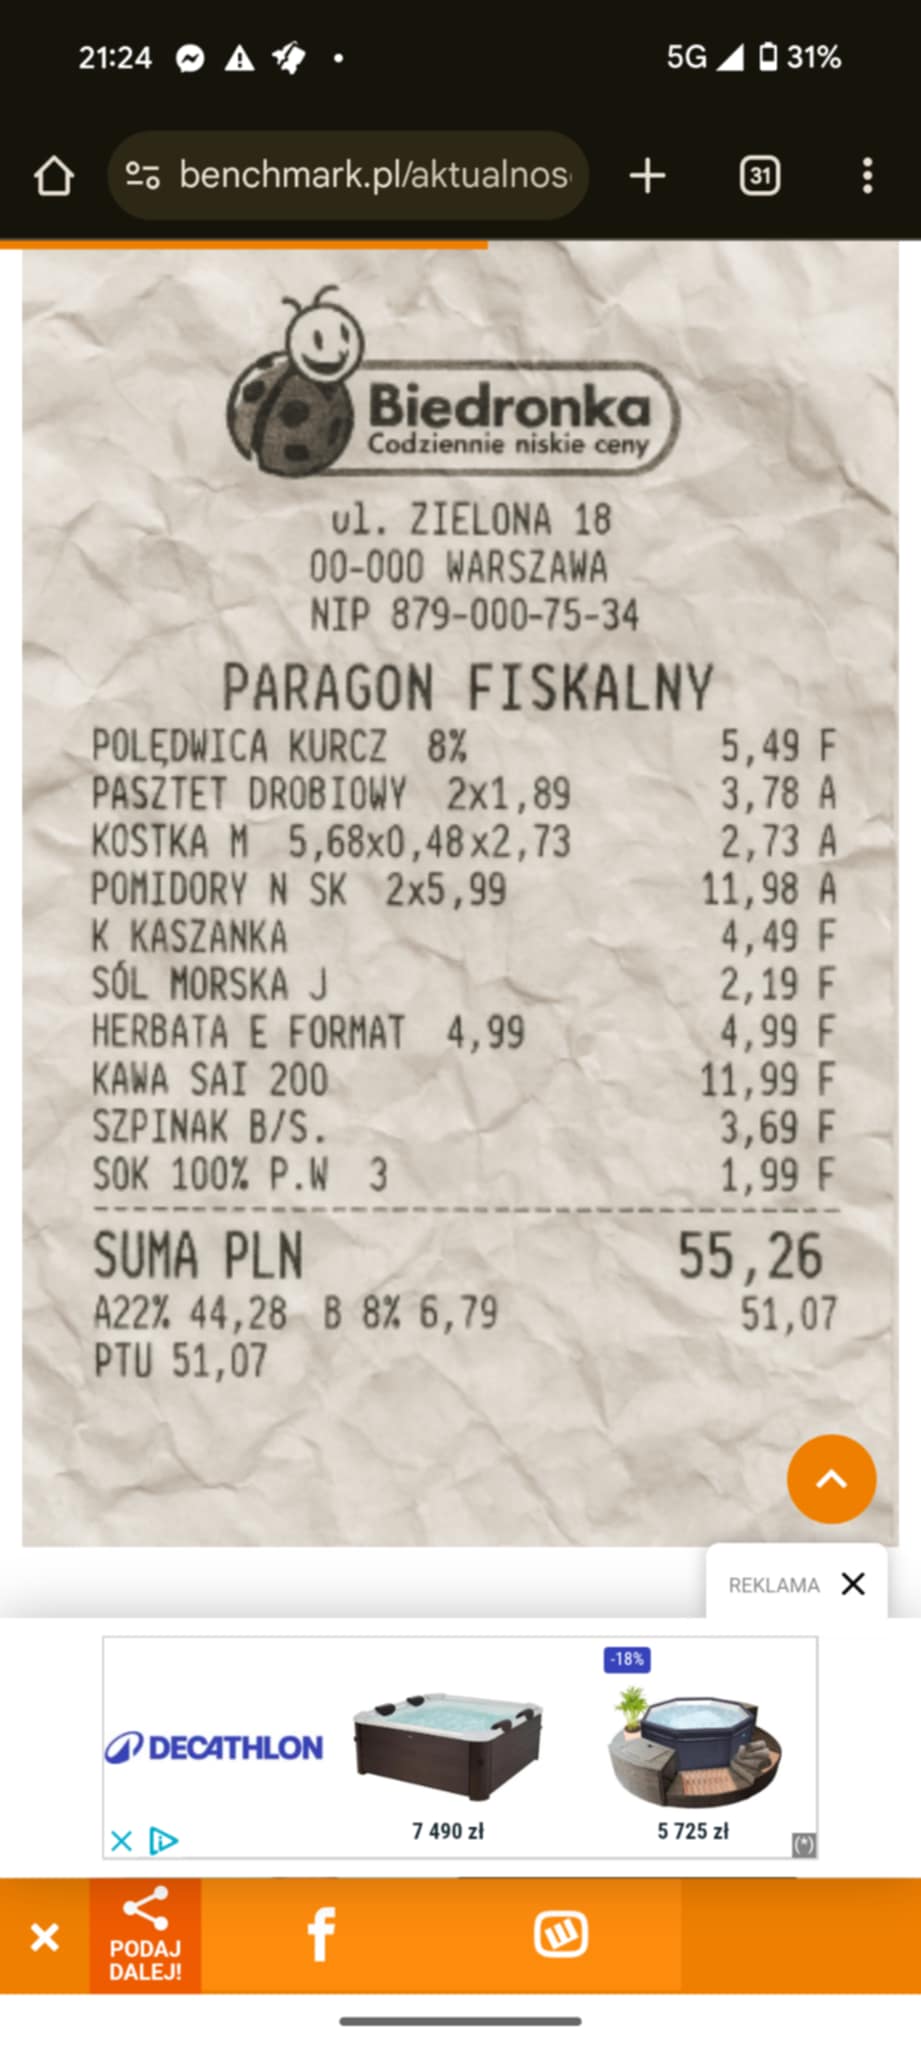 21:24 5G 31%
benchmark.pl/aktualnos 31
Biedronka
Codziennie niskie ceny
ul. ZIELONA 18
00-000 WARSZAWA
NIP 879-000-75-34
PARAGON FISKALNY
POLĘDWICA KURCZ 8% 5,49 F
PASZTET DROBIOWY 2x1,89 3,78 A
KOSTKA M 5,68x0,48x2,73 2,73 A
POMIDORY N SK 2x5,99 11,98 A
K KASZANKA 4,49 F
SÓL MORSKA J 2,19 F
HERBATA E FORMAT 4,99 4,99 F
KAWA SAI 200 11,99 F
SZPINAK B/S. 3,69 F
SOK 100% P.W 3 1,99 F
SUMA PLN 55,26
A22% 44,28 B 8% 6,79 51,07
PTU 51,07
REKLAMA
-18%
DECATHLON
7 490 zł 5 725 zł
PODAJ
DALEJ!